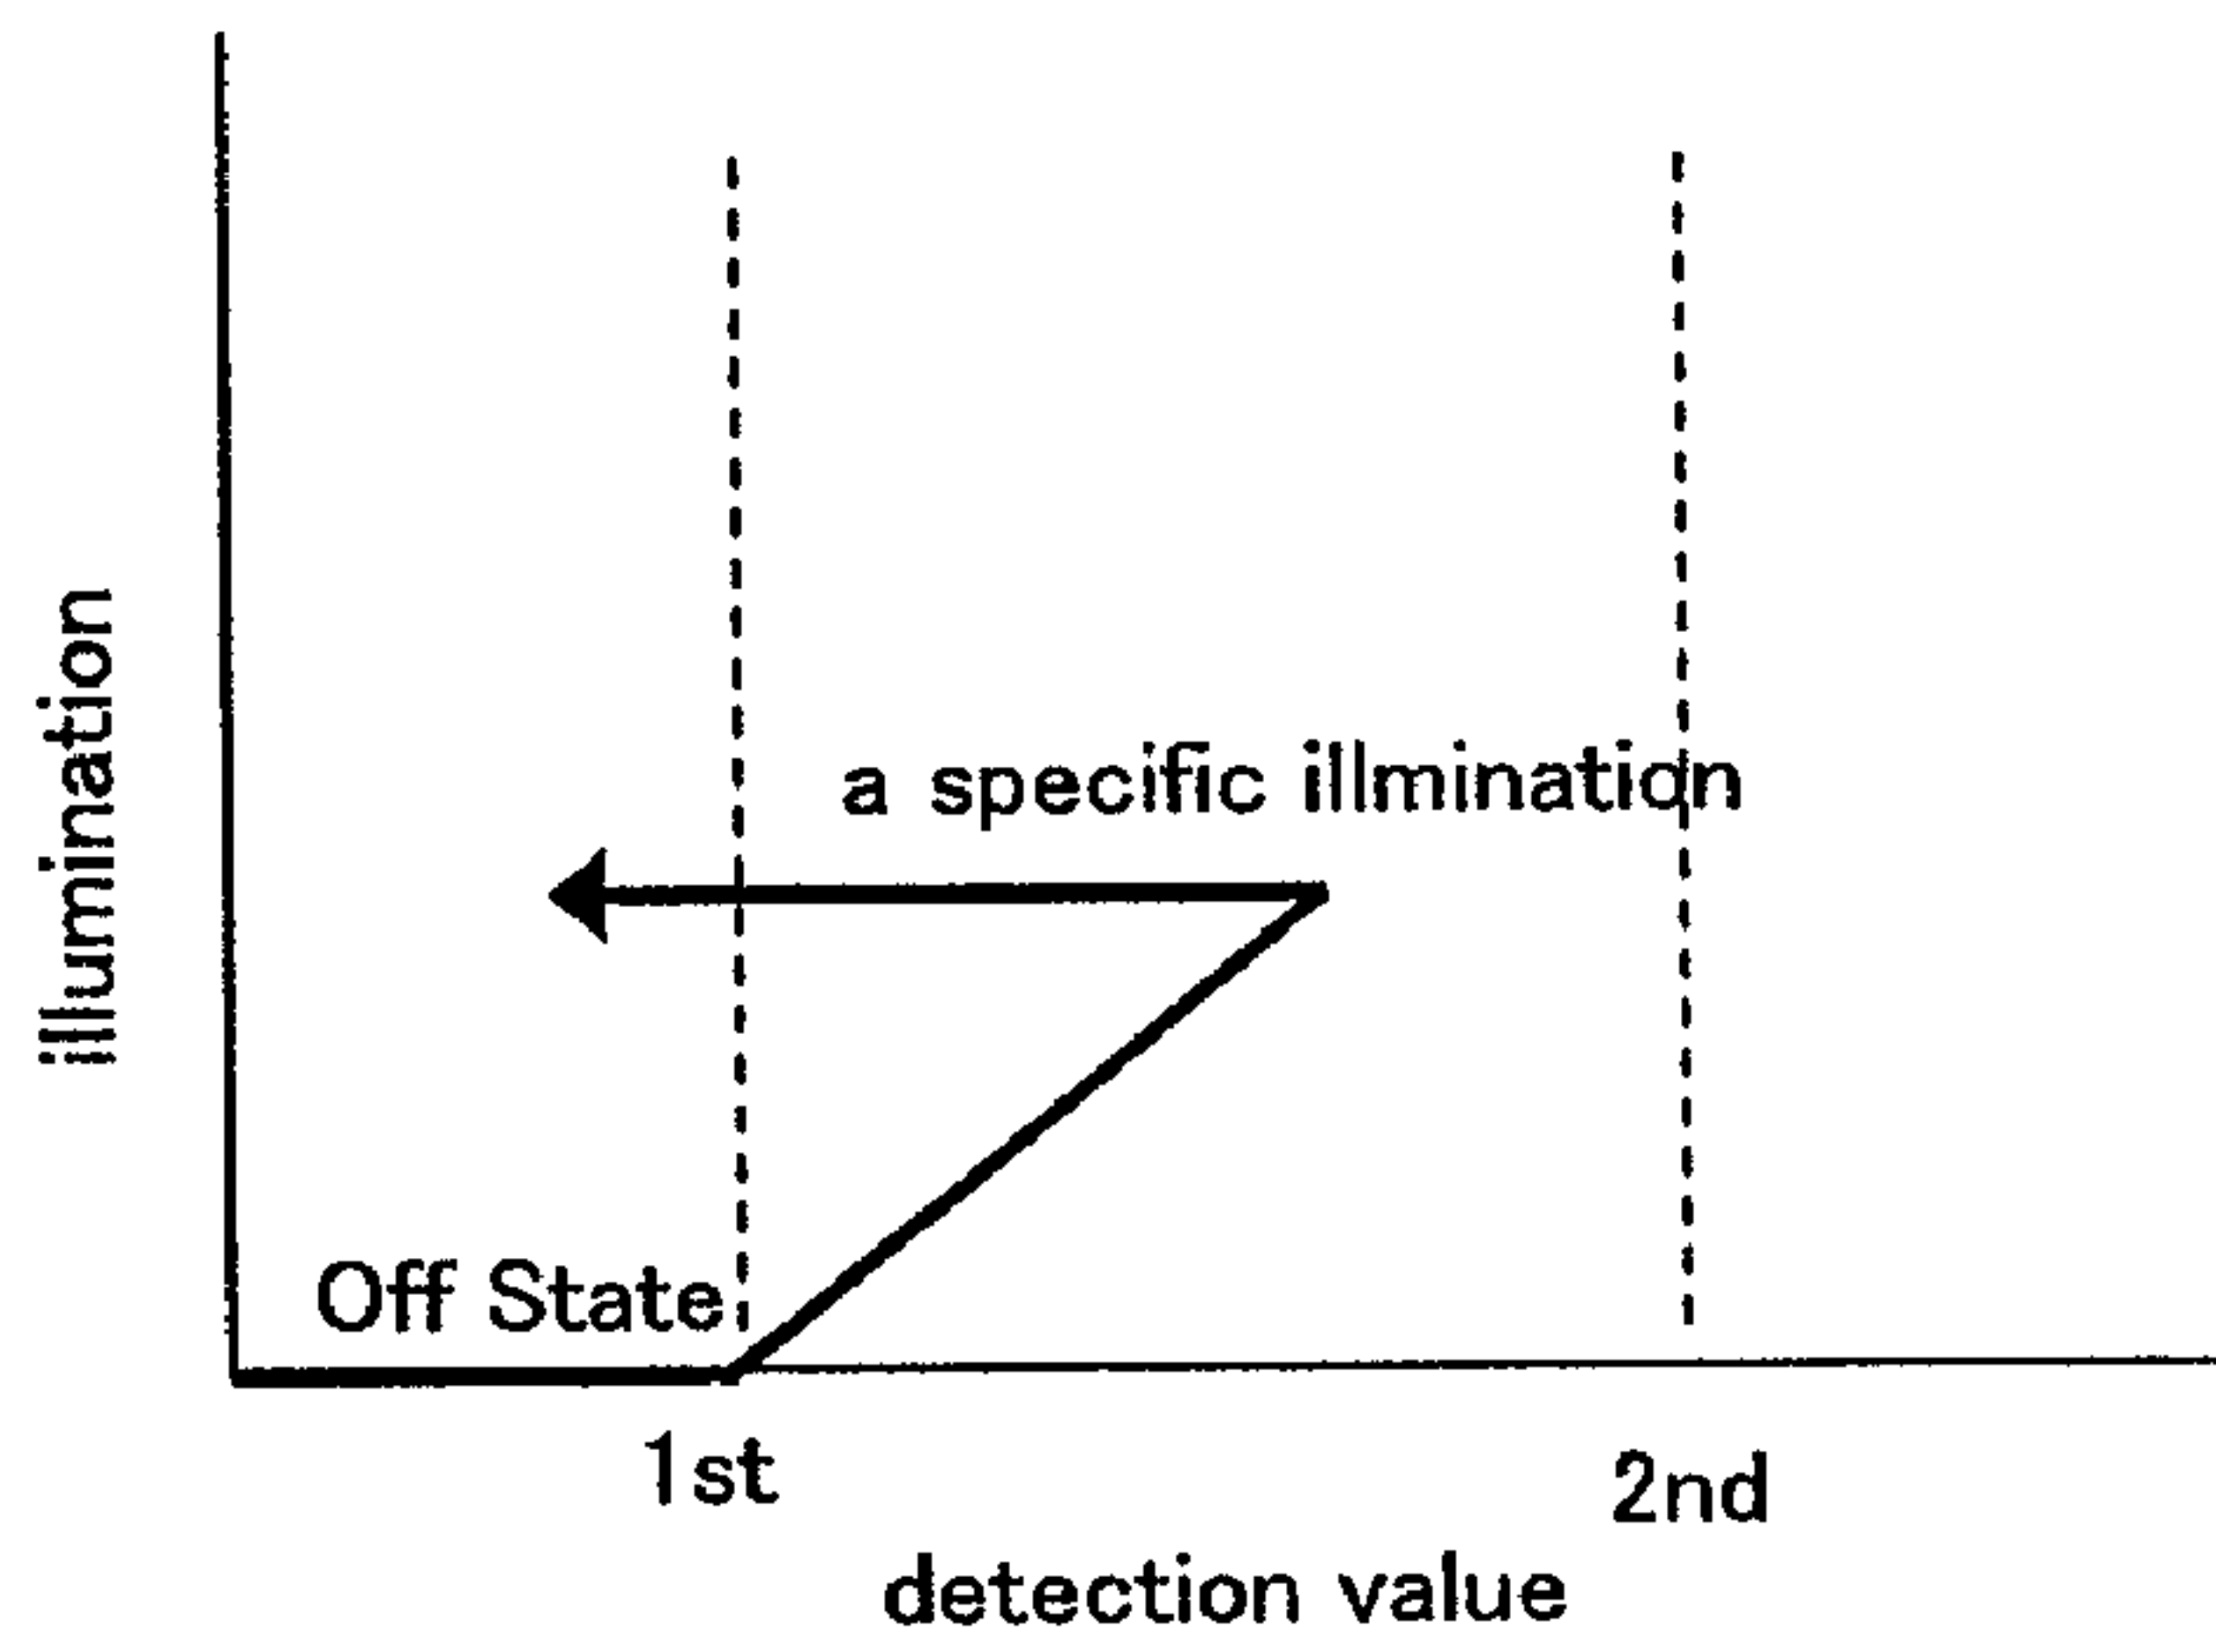 illumination
a specific illmination
Off State
1st
2nd
detection value